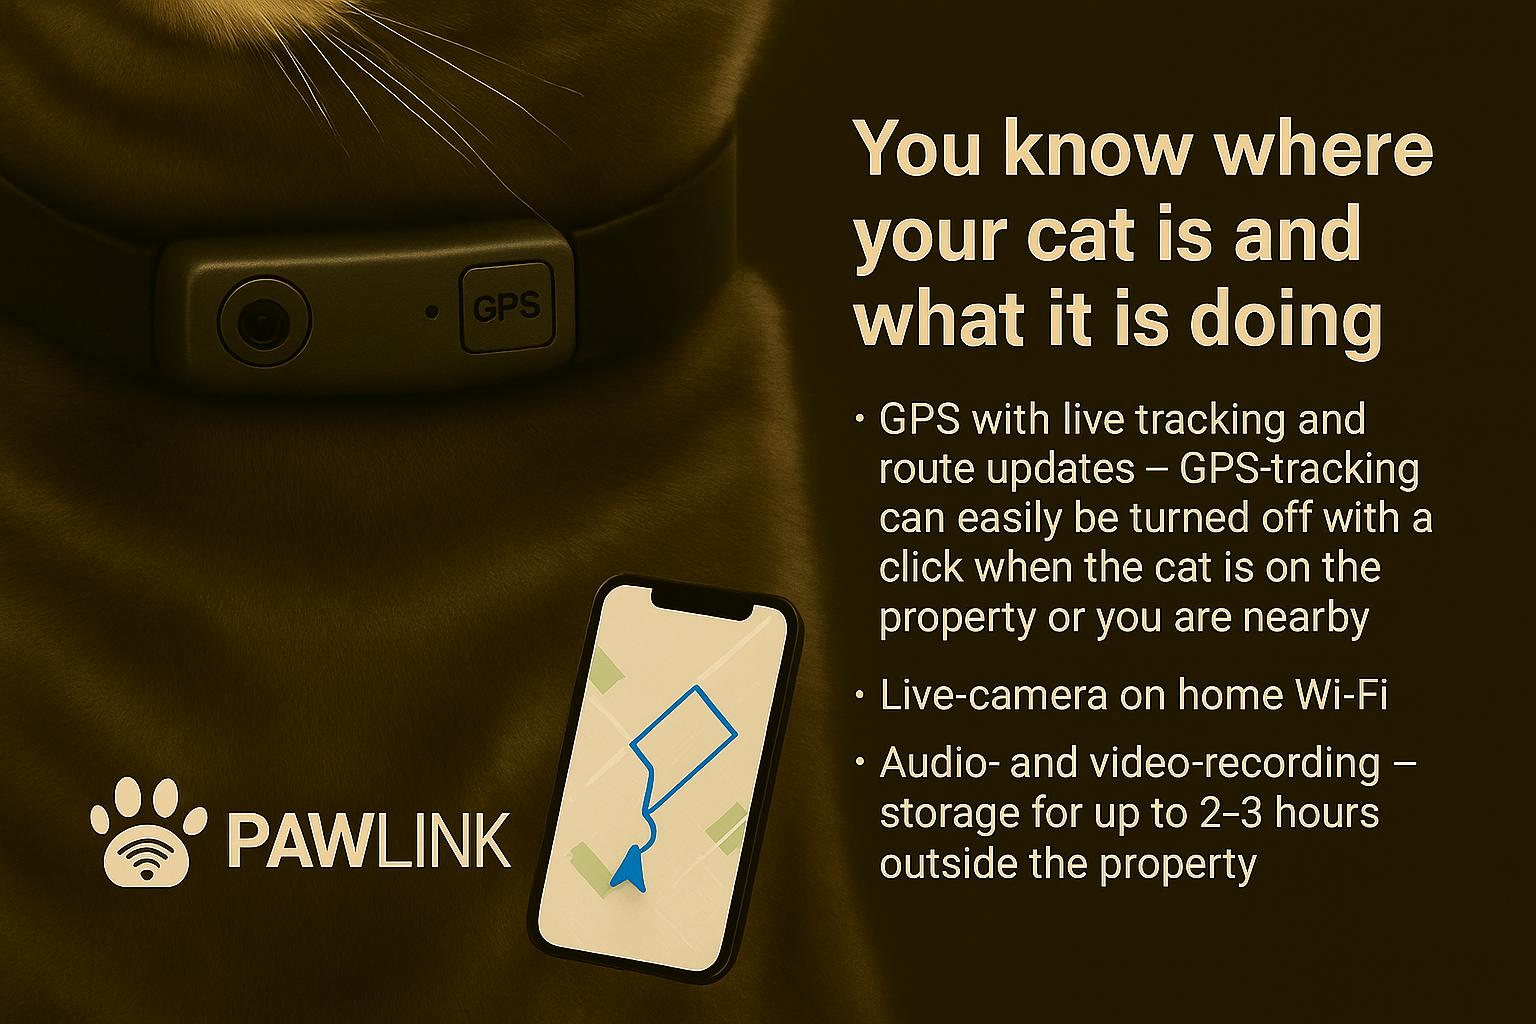 GPS
You know where
your cat is and
what it is doing
• GPS with live tracking and
route updates – GPS-tracking
can easily be turned off with a
click when the cat is on the
property or you are nearby
• Live-camera on home Wi-Fi
• Audio- and video-recording –
storage for up to 2–3 hours
outside the property
PAWLINK